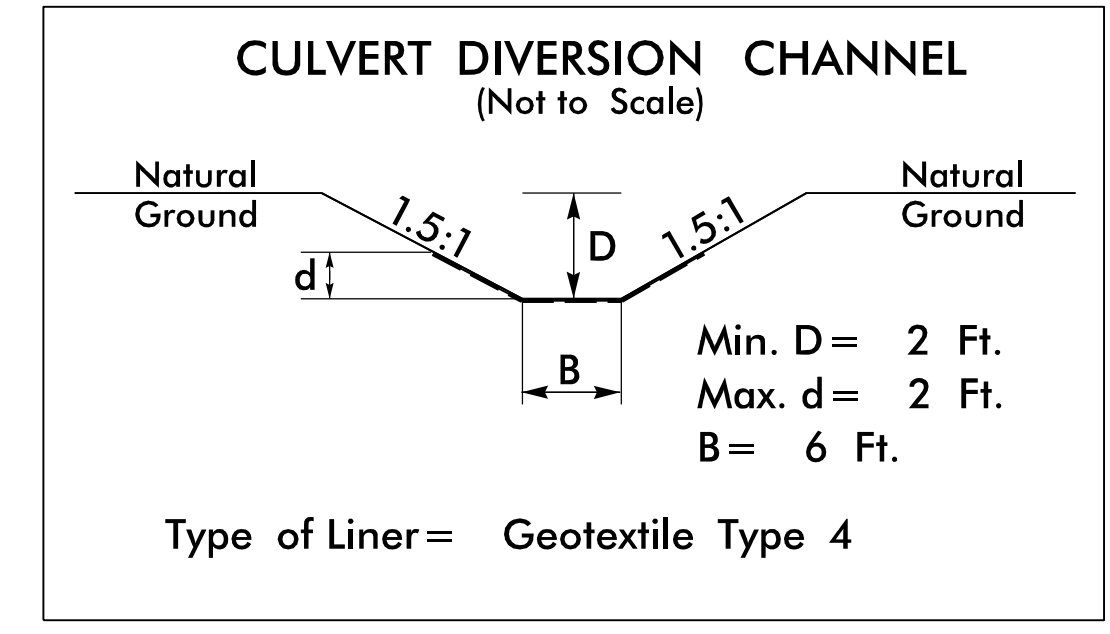 CULVERT DIVERSION CHANNEL
(Not to Scale)
Natural
Ground
Natural
Ground
1.5:1
1.5:1
D
d
B
Min. D= 2 Ft.
Max. d= 2 Ft.
B= 6 Ft.
Type of Liner= Geotextile Type 4